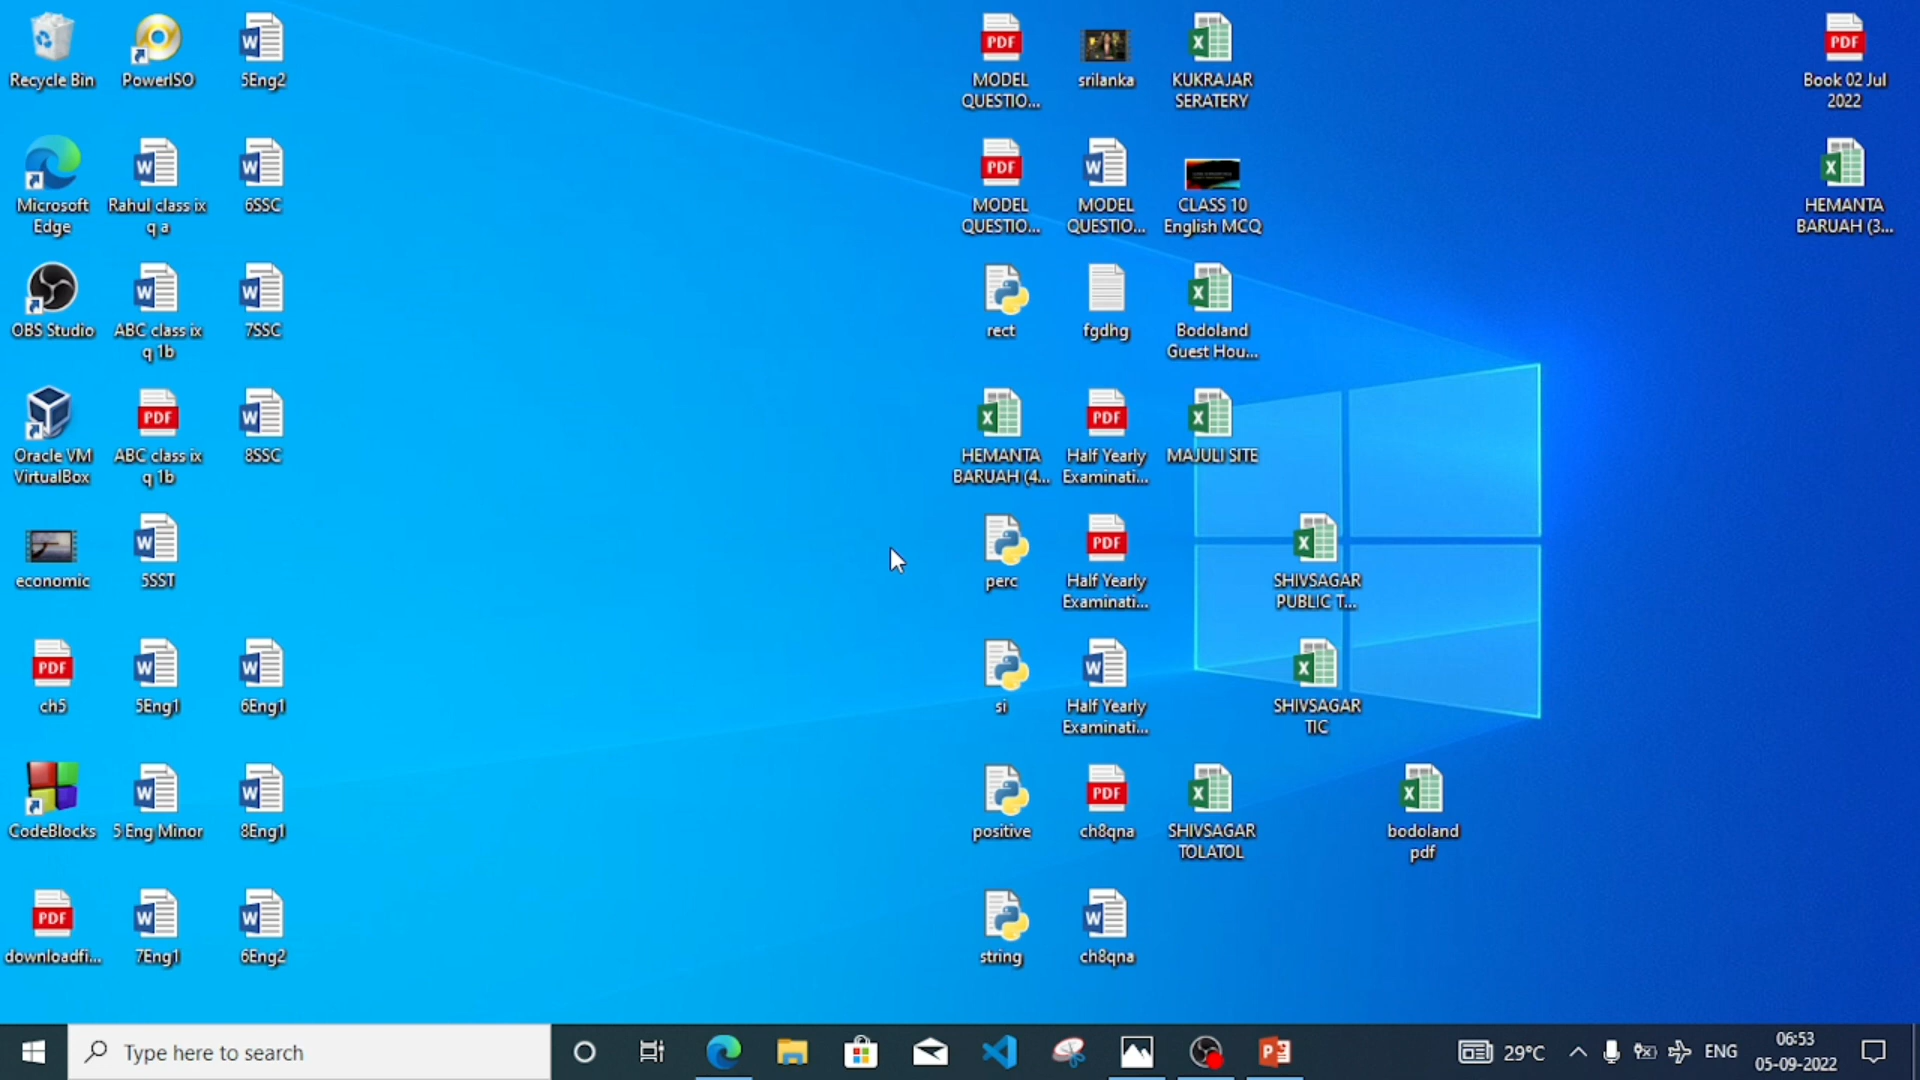 Recycle Bin
PowerISO
5Eng2
MODEL
QUESTIO...
srilanka
KUKRAJAR
SERATERY
Book 02 Jul
2022
Microsoft
Edge
Rahul class ix
q a
6SSC
MODEL
QUESTIO...
MODEL
QUESTIO...
CLASS 10
English MCQ
HEMANTA
BARUAH (3...
OBS Studio
ABC class ix
q 1b
7SSC
rect
fgdhg
Bodoland
Guest Hou...
Oracle VM
VirtualBox
ABC class ix
q 1b
8SSC
HEMANTA
BARUAH (4...
Half Yearly
Examinati...
MAJULI SITE
economic
5SST
perc
Half Yearly
Examinati...
SHIVSAGAR
PUBLIC T...
ch5
5Eng1
6Eng1
si
Half Yearly
Examinati...
SHIVSAGAR
TIC
CodeBlocks
5 Eng Minor
8Eng1
positive
ch8qna
SHIVSAGAR
TOLATOL
bodoland
pdf
downloadfi...
7Eng1
6Eng2
string
ch8qna
Type here to search
29°C
ENG
06:53
05-09-2022